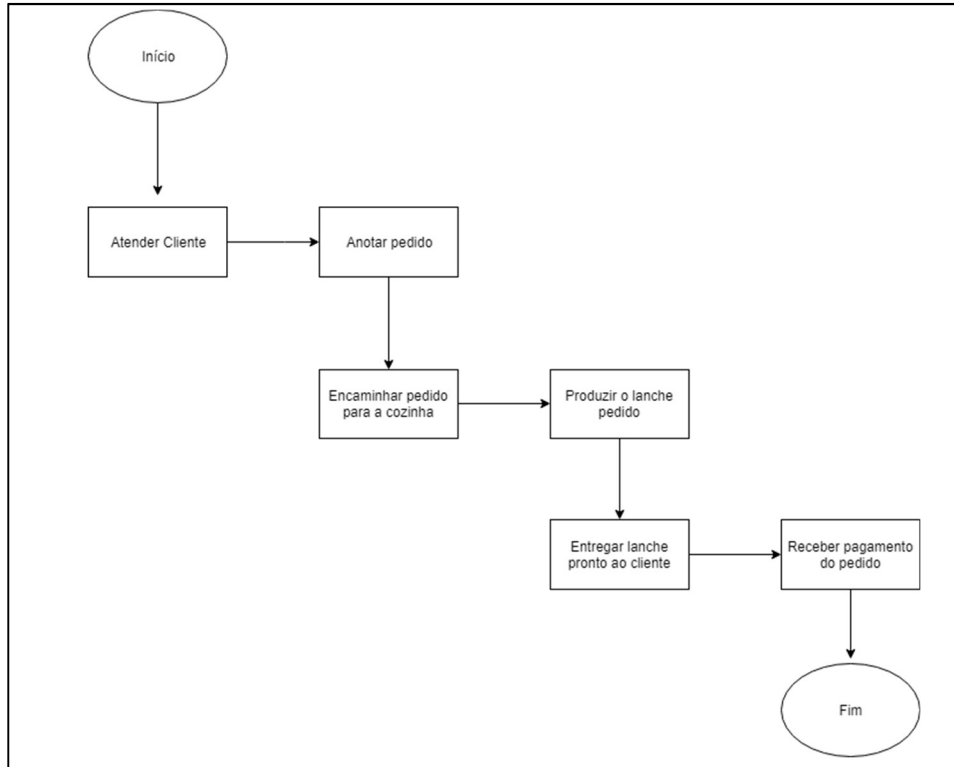 Início
Atender Cliente
Anotar pedido
Encaminhar pedido
para a cozinha
Produzir o lanche
pedido
Entregar lanche
pronto ao cliente
Receber pagamento
do pedido
Fim